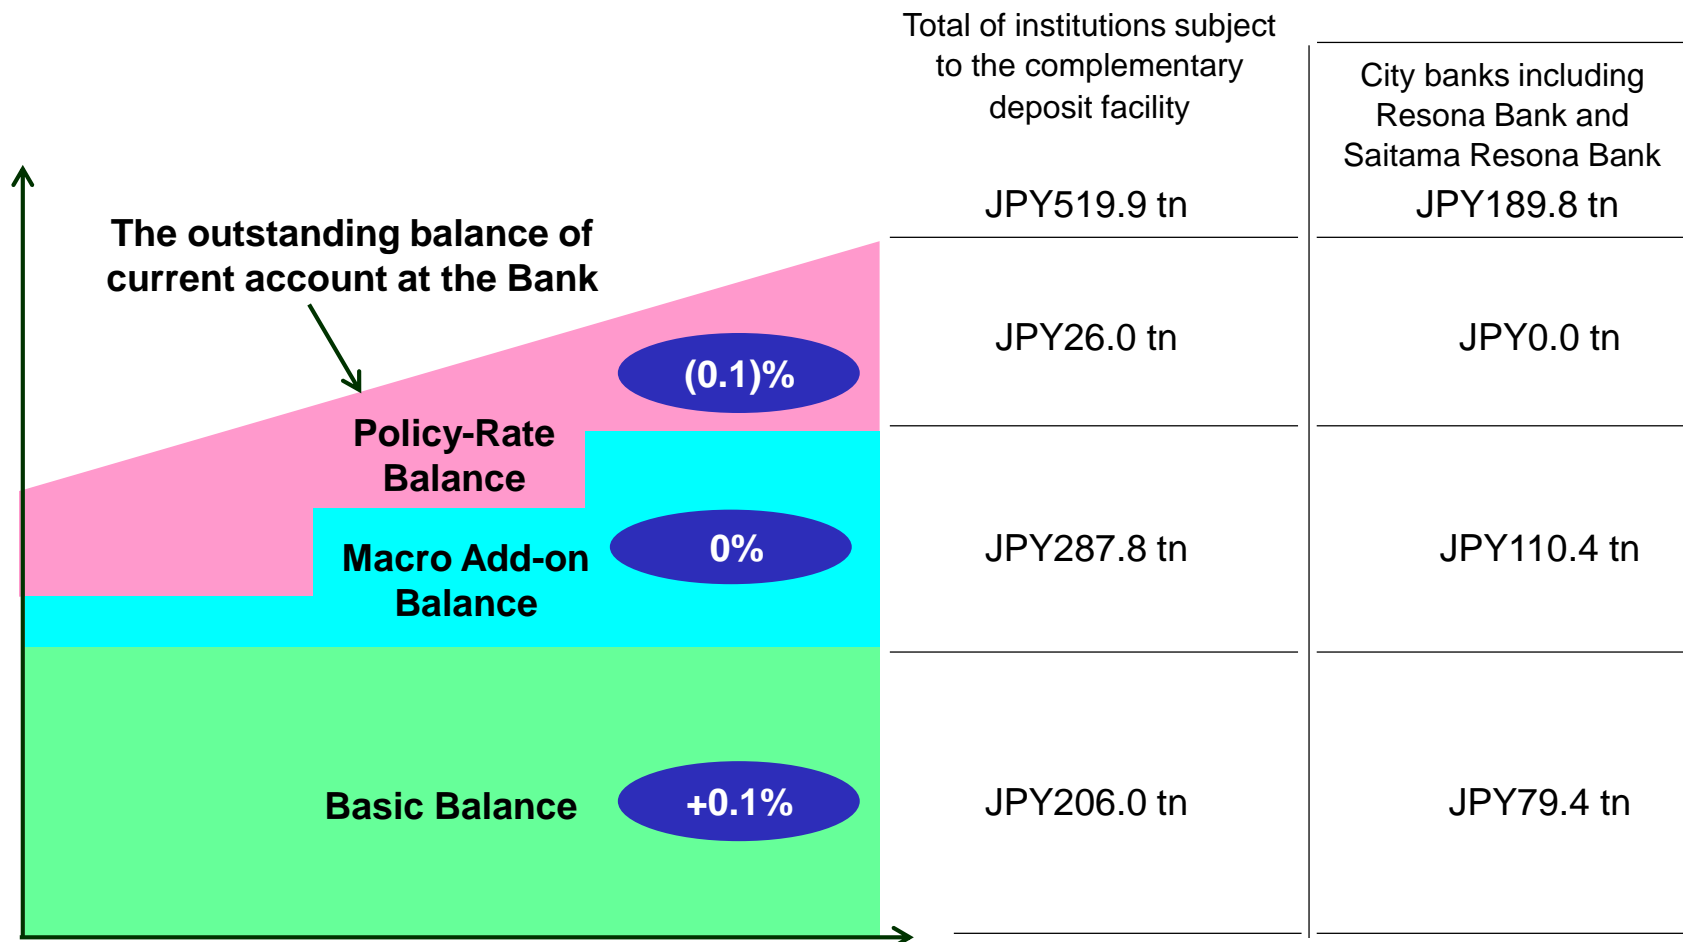 Total of institutions subject
to the complementary
deposit facility
City banks including
Resona Bank and
Saitama Resona Bank
JPY519.9 tn
JPY189.8 tn
The outstanding balance of
current account at the Bank
(0.1)%
JPY26.0 tn
JPY0.0 tn
Policy-Rate
Balance
Macro Add-on
Balance
0%
JPY287.8 tn
JPY110.4 tn
Basic Balance
+0.1%
JPY206.0 tn
JPY79.4 tn